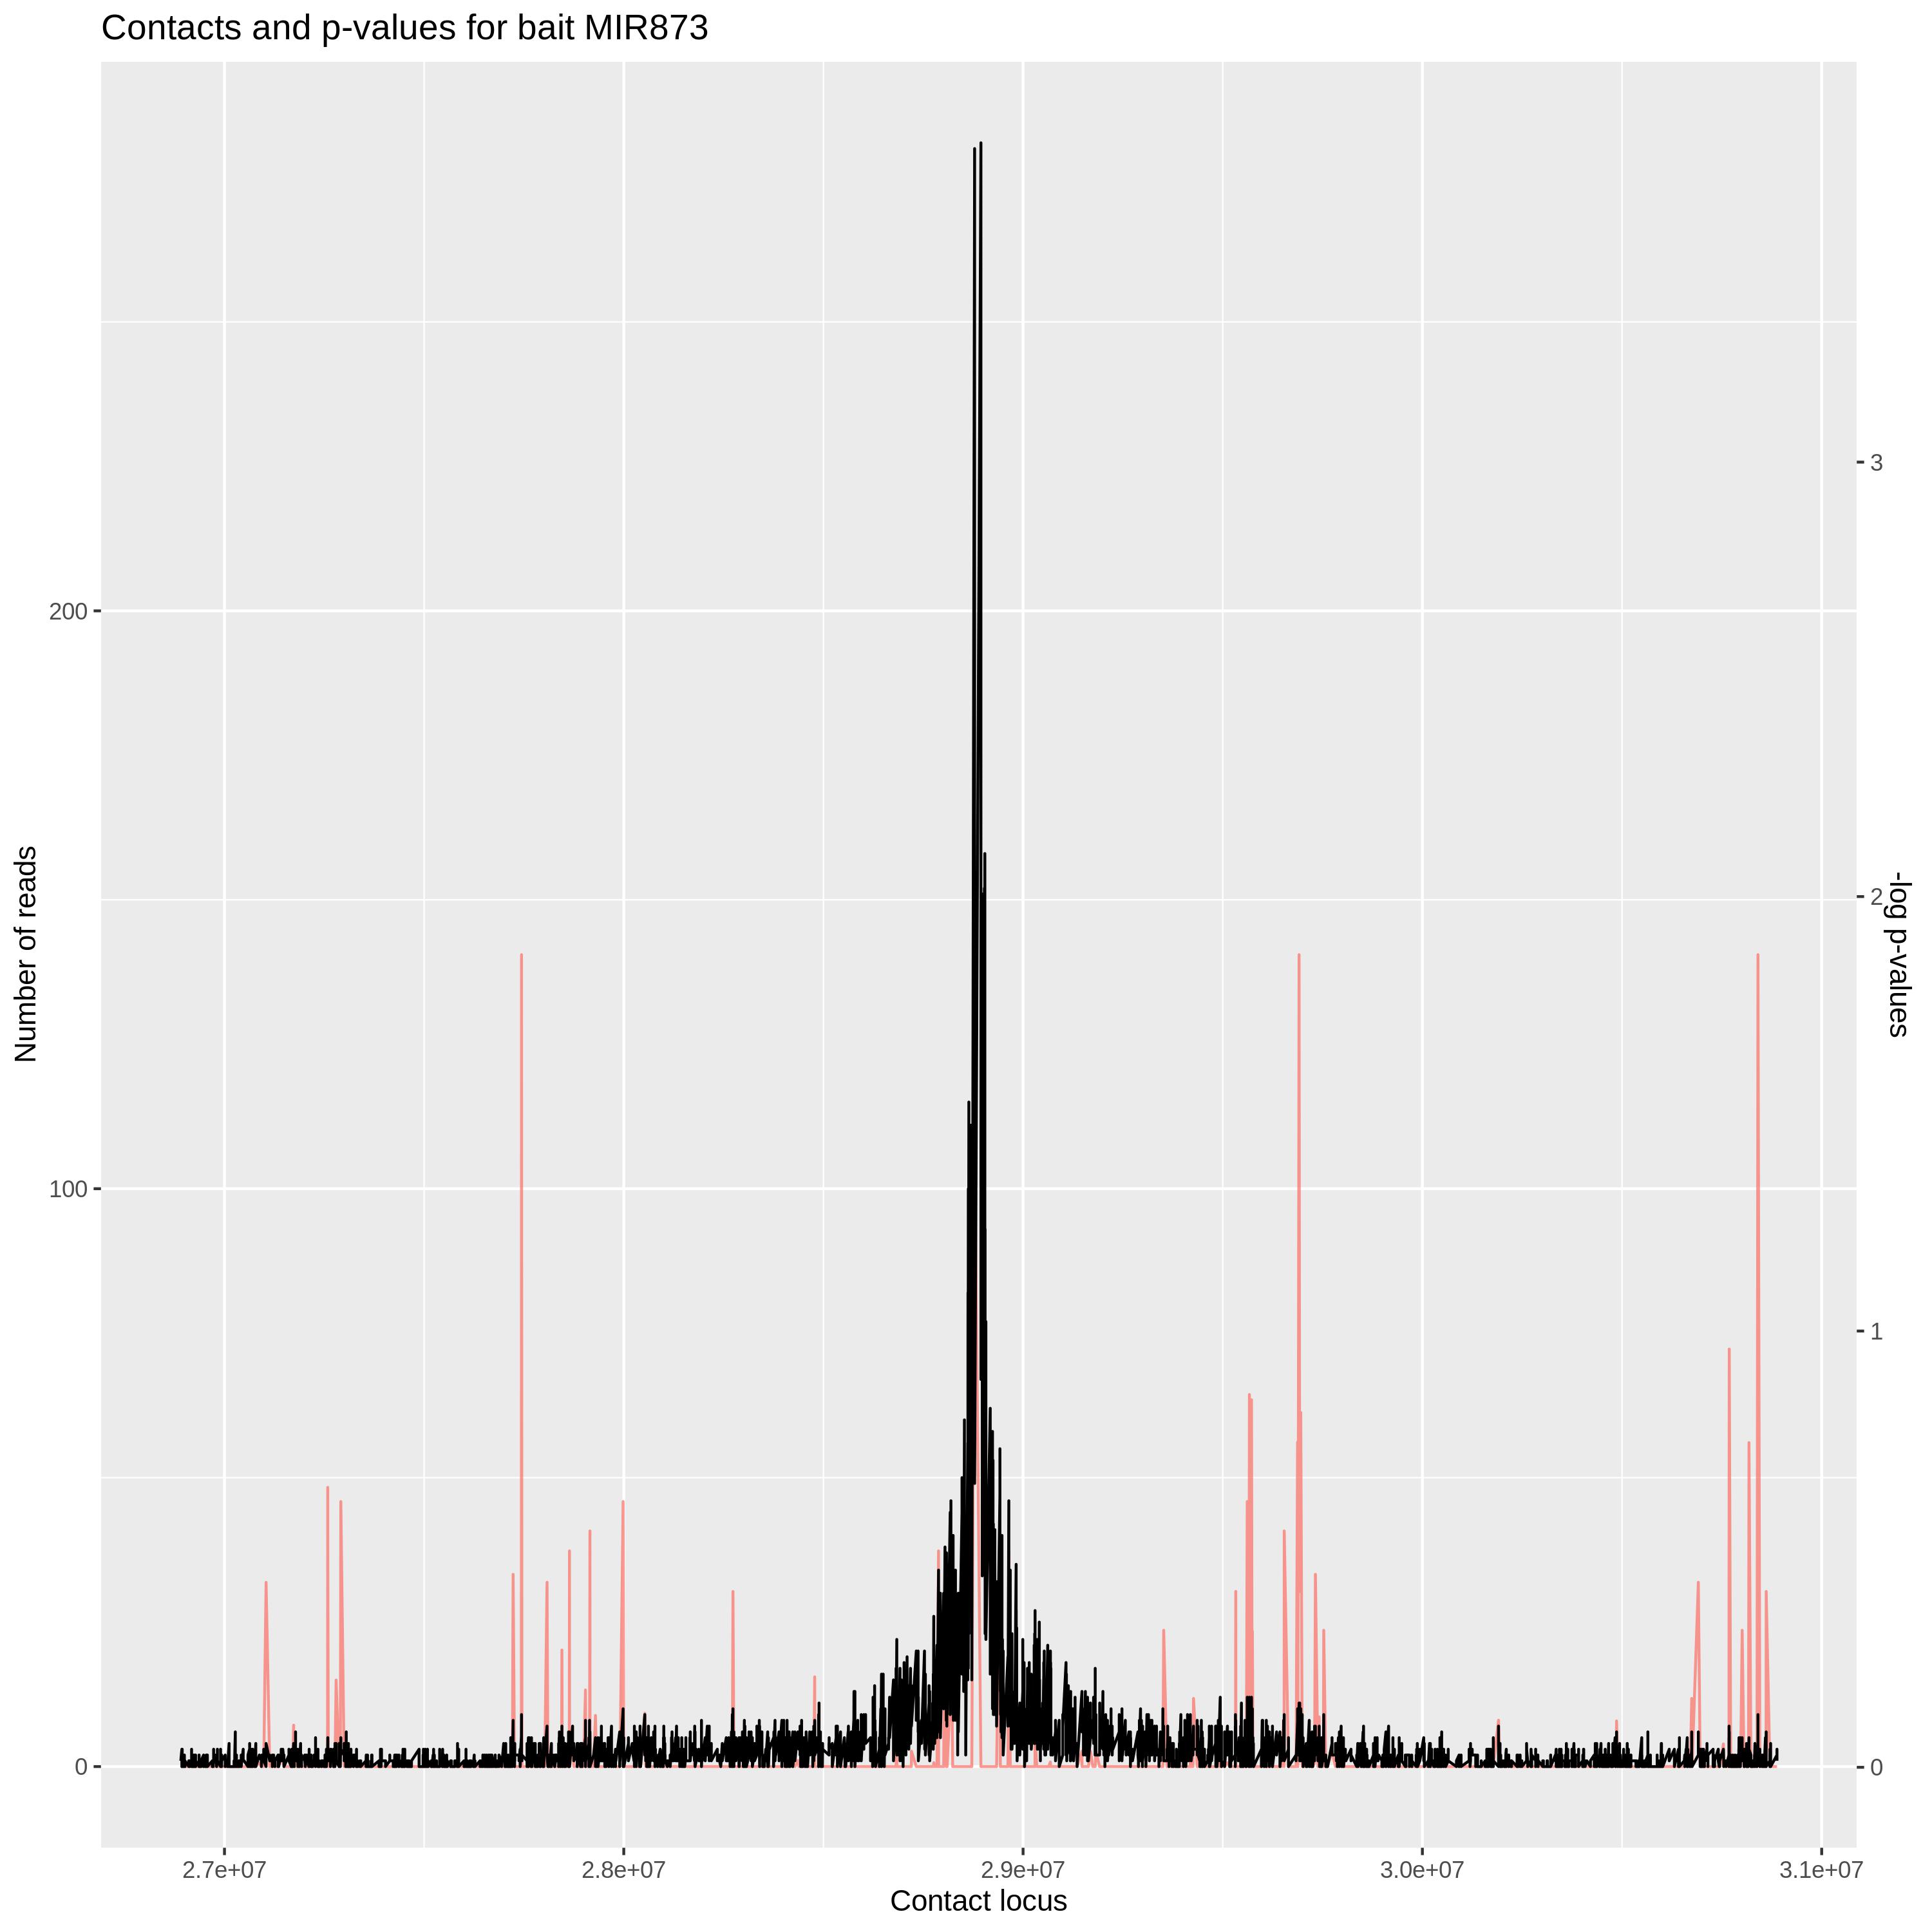 Contacts and p-values for bait MIR873
Number of reads
200
100
0
3
2
1
0
-log p-values
2.7e+07
2.8e+07
2.9e+07
3.0e+07
3.1e+07
Contact locus